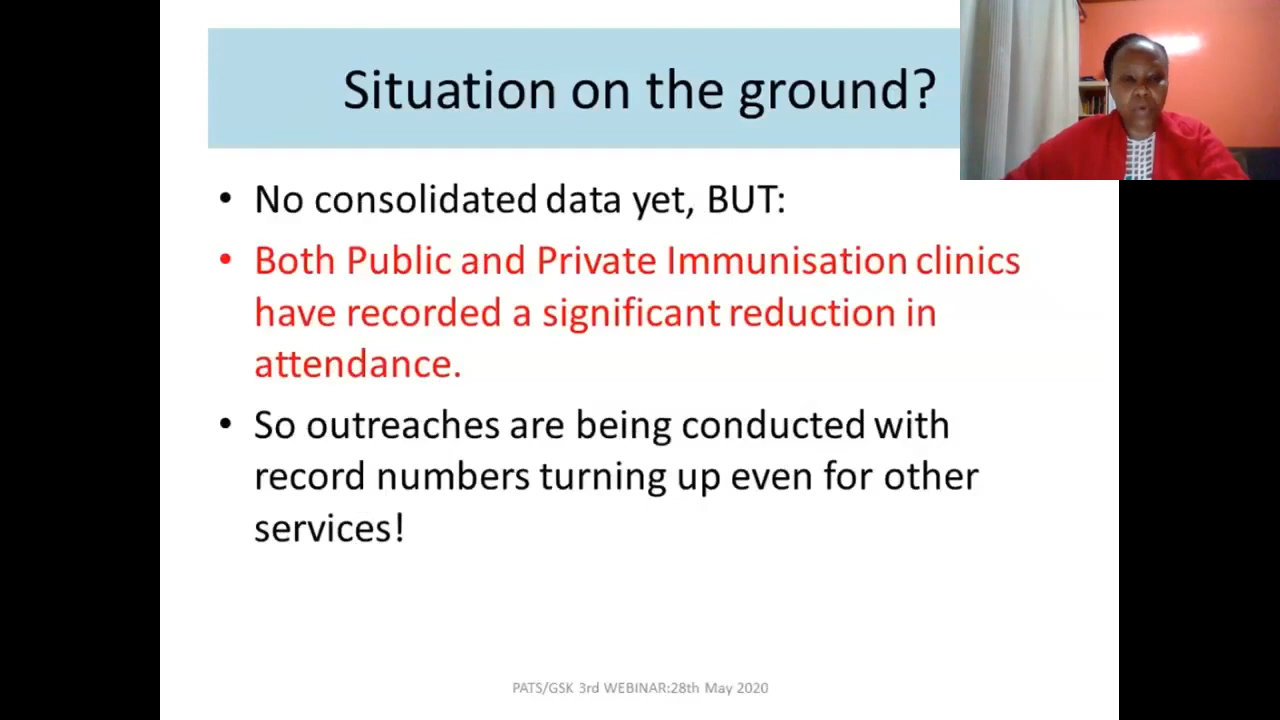 Situation on the ground?
• No consolidated data yet, BUT:
• Both Public and Private Immunisation clinics
have recorded a significant reduction in
attendance.
• So outreaches are being conducted with
record numbers turning up even for other
services!
PATS/GSK 3rd WEBINAR:28th May 2020